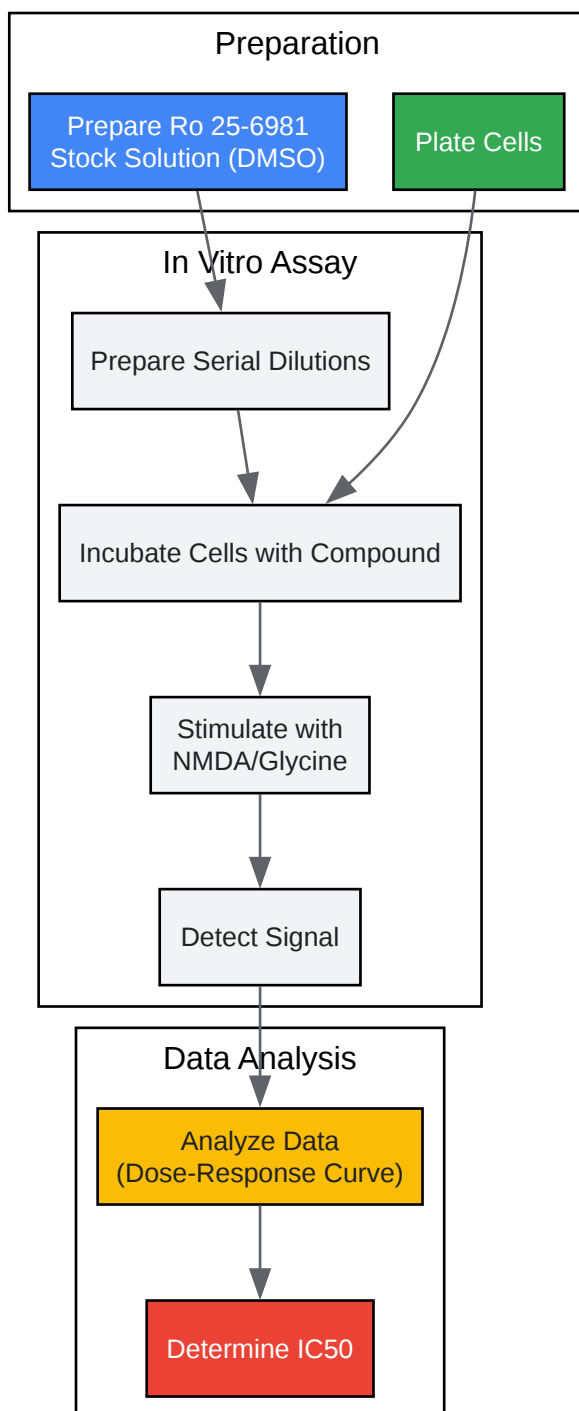 Preparation
Prepare Ro 25-6981
Stock Solution (DMSO)
Plate Cells
In Vitro Assay
Prepare Serial Dilutions
Incubate Cells with Compound
Stimulate with
NMDA/Glycine
Detect Signal
Data Analysis
Analyze Data
(Dose-Response Curve)
Determine IC50